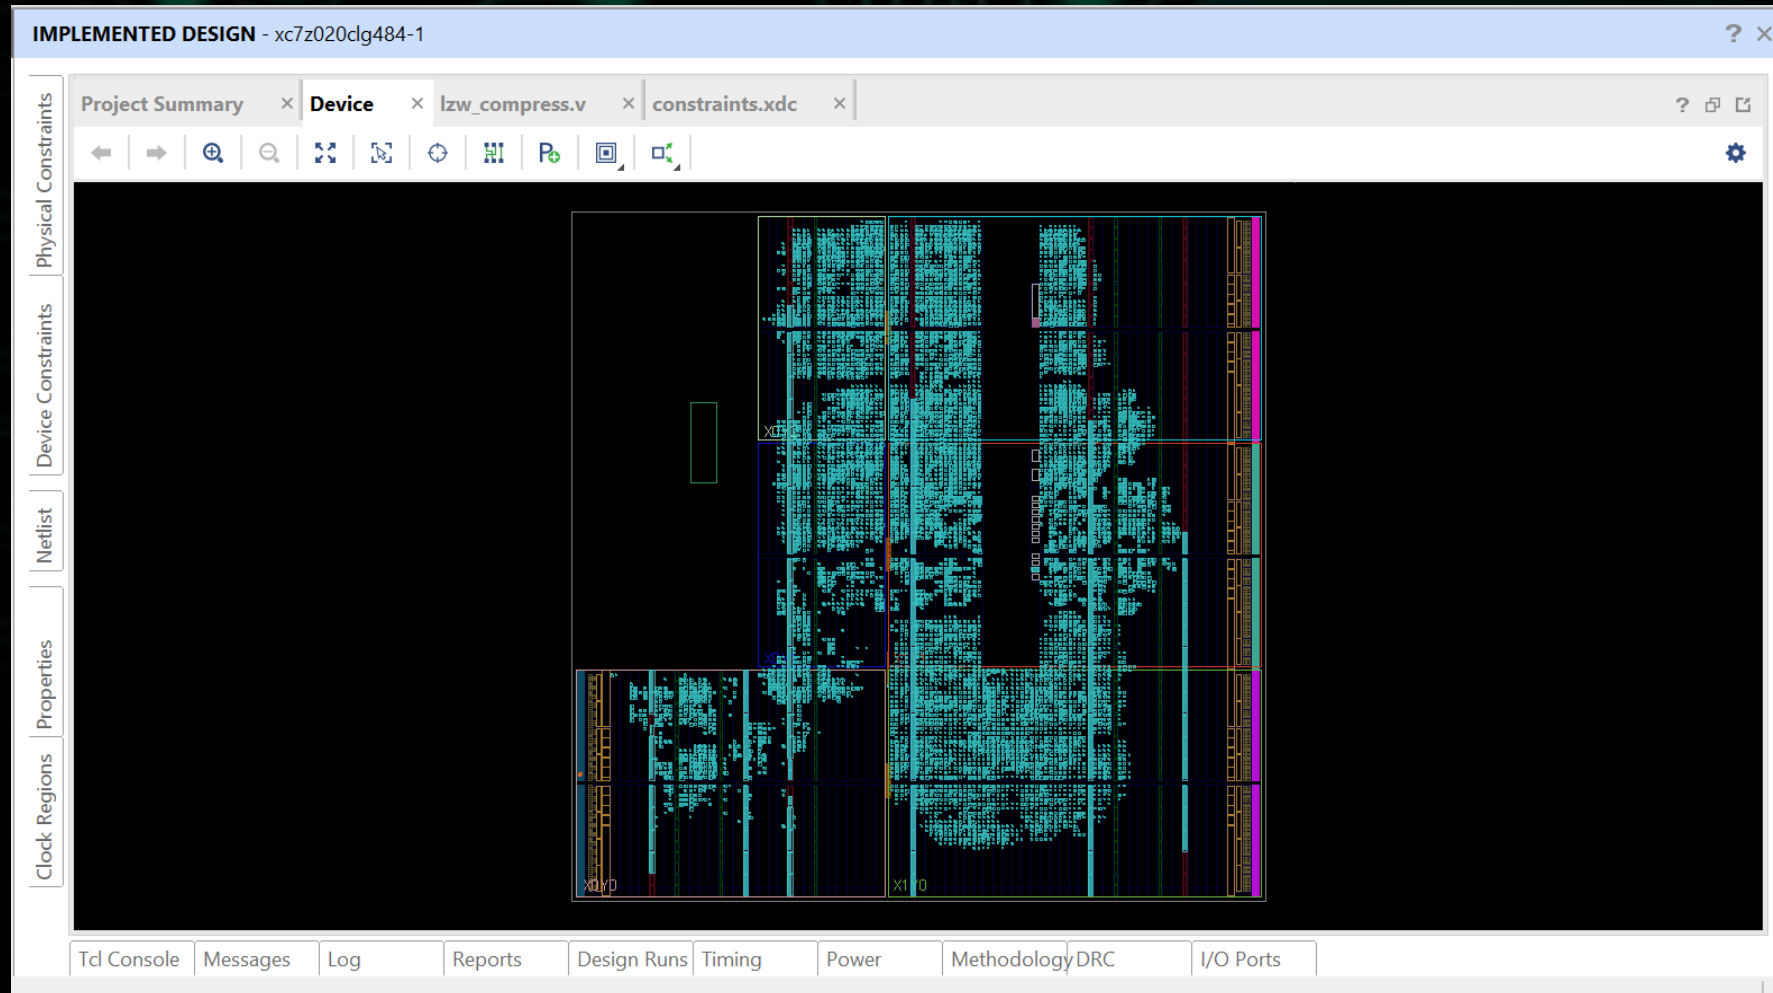 IMPLEMENTED DESIGN - xc7z020clg484-1
Project Summary
Device
lzw_compress.v
constraints.xdc
Physical Constraints
Device Constraints
Netlist
Properties
Clock Regions
X0Y0
X1Y0
Tcl Console
Messages
Log
Reports
Design Runs
Timing
Power
Methodology
DRC
I/O Ports